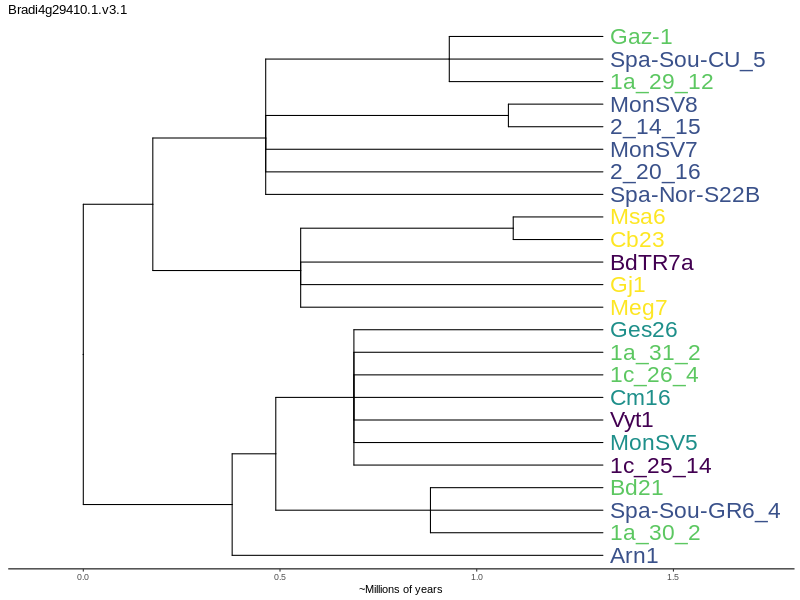 Bradi4g29410.1.v3.1
Gaz-1
Spa-Sou-CU_5
1a_29_12
MonSV8
2_14_15
MonSV7
2_20_16
Spa-Nor-S22B
Msa6
Cb23
BdTR7a
Gj1
Meg7
Ges26
1a_31_2
1c_26_4
Cm16
Vyt1
MonSV5
1c_25_14
Bd21
Spa-Sou-GR6_4
1a_30_2
Arn1
0.0 0.5 1.0 1.5
~Millions of years